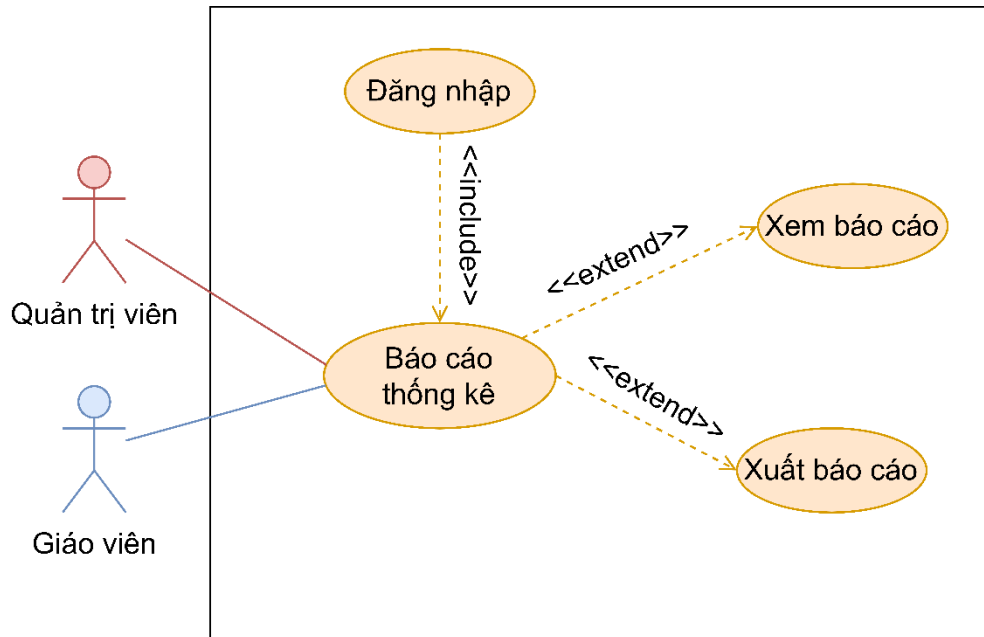 Đăng nhập
<<include>>
Quản trị viên
Báo cáo
thống kê
<<extend>>
Xem báo cáo
<<extend>>
Xuất báo cáo
Giáo viên